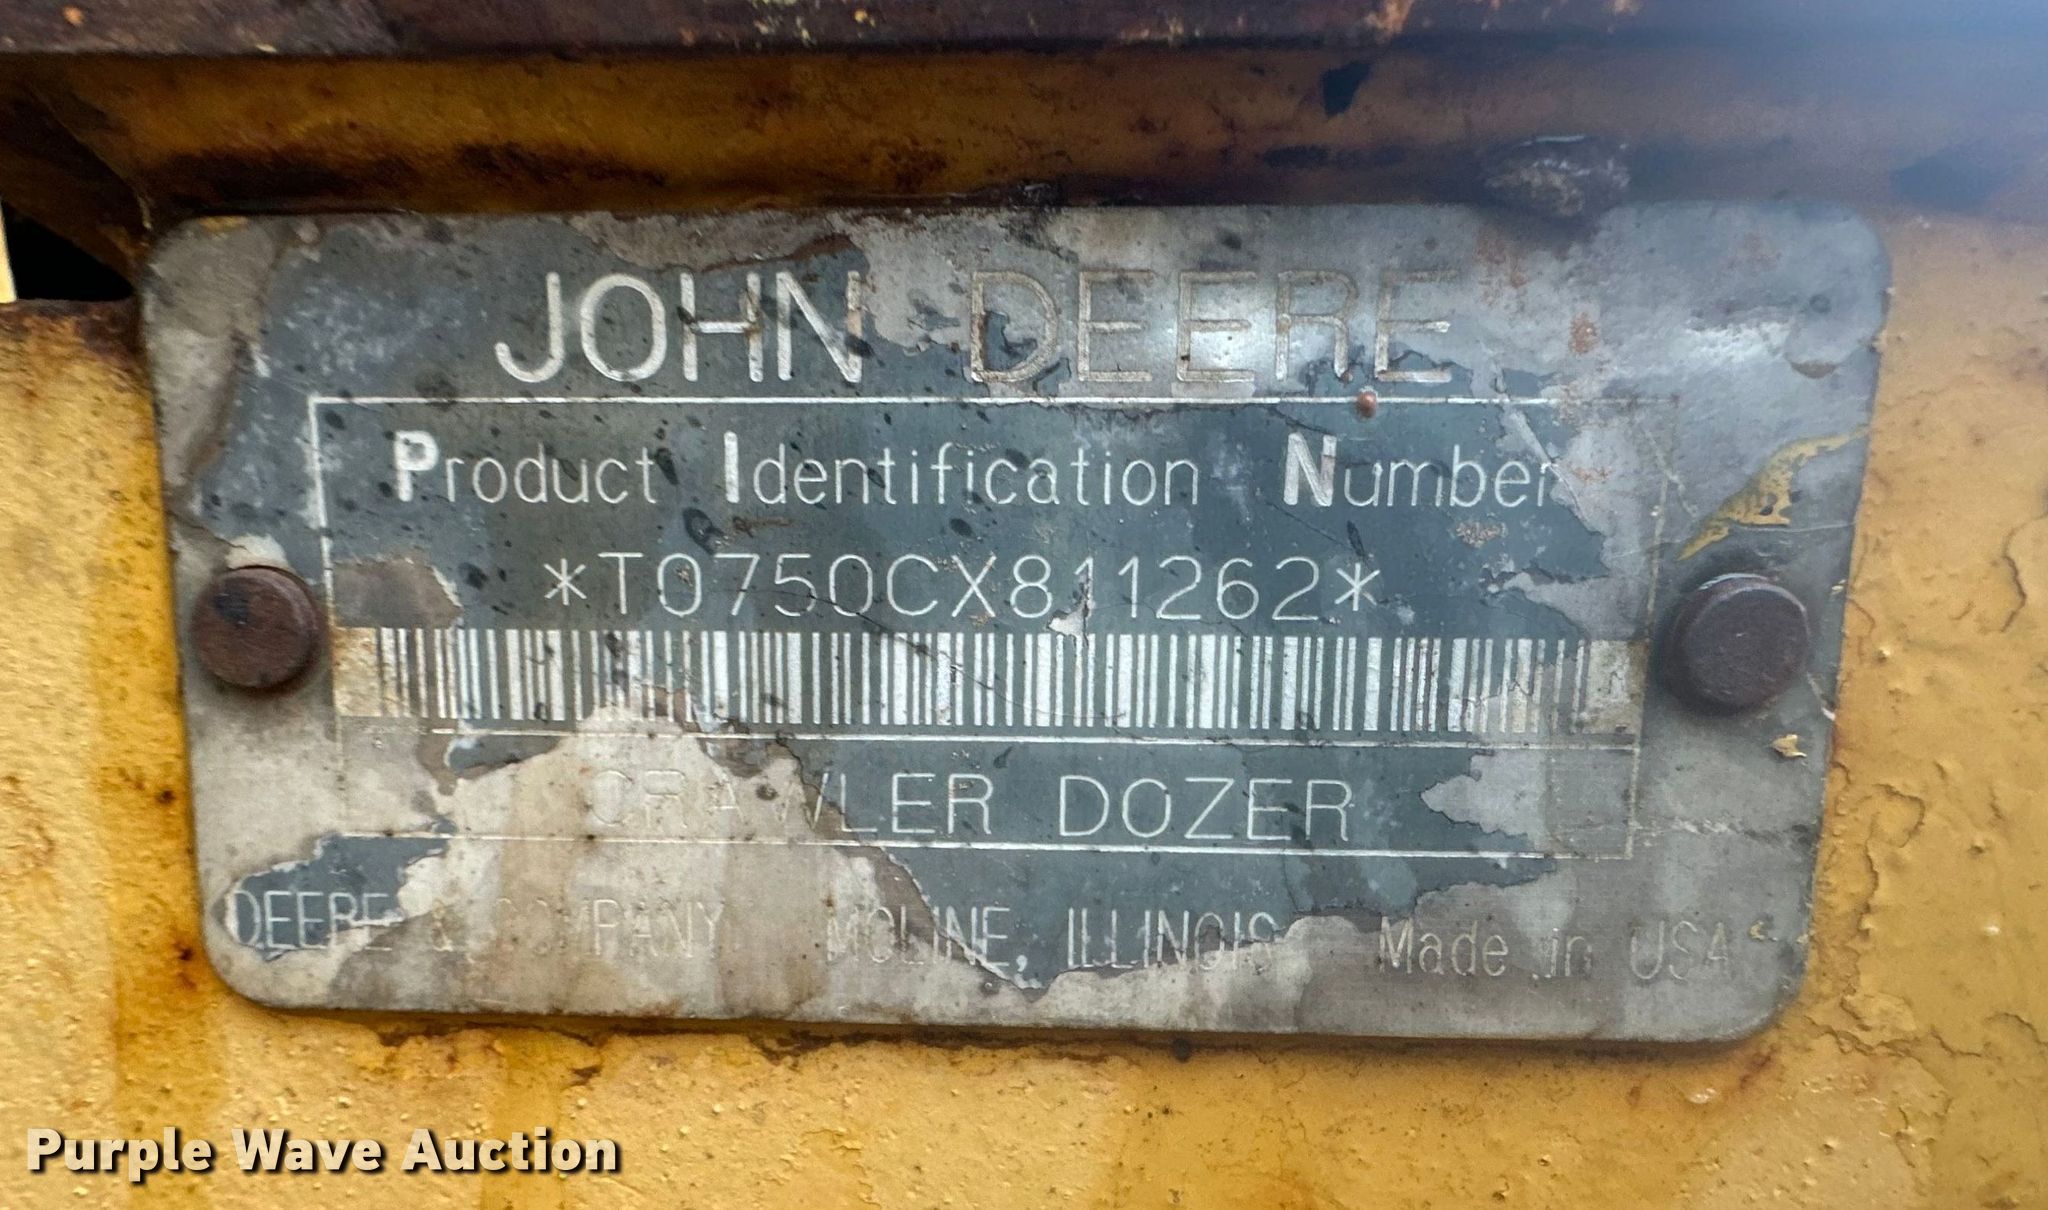 JOHN DEERE
Product Identification Number
*T0750CX811262*
CRAWLER DOZER
DEERE & COMPANY MOLINE, ILLINOIS Made in USA
Purple Wave Auction